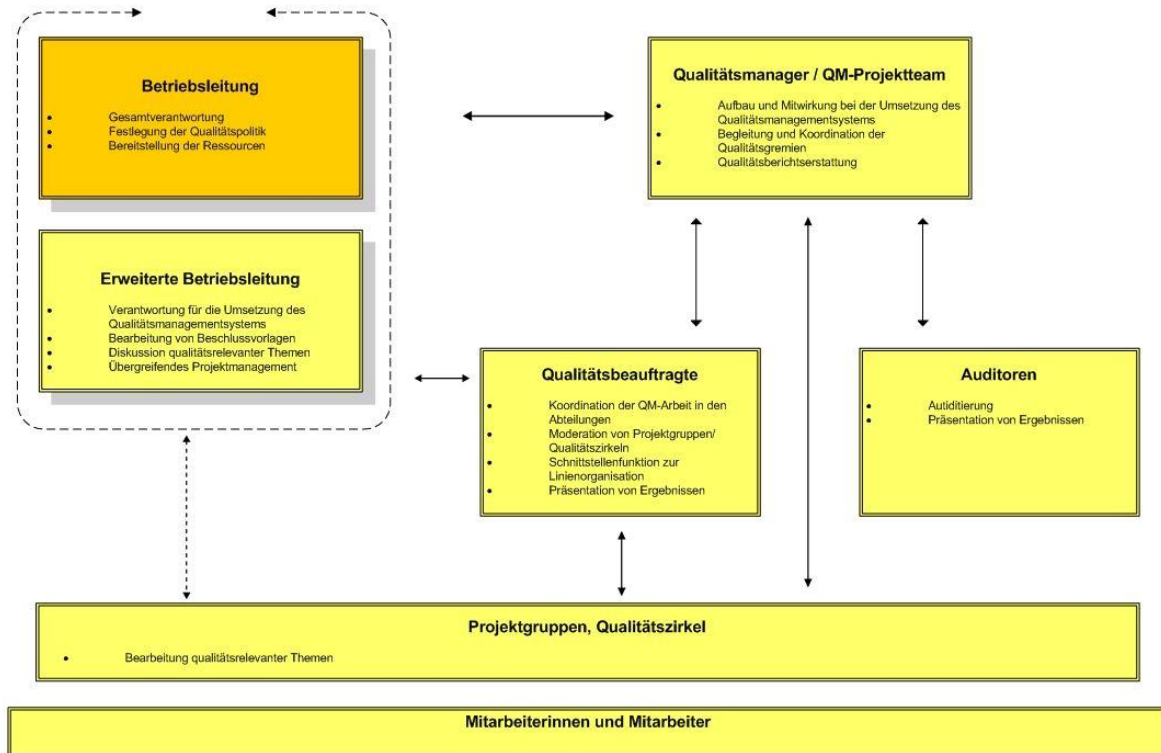 Betriebsleitung
• Gesamtverantwortung
• Festlegung der Qualitätspolitik
• Bereitstellung der Ressourcen
Qualitätsmanager / QM-Projektteam
• Aufbau und Mitwirkung bei der Umsetzung des
Qualitätsmanagementsystems
• Begleitung und Koordination der
Qualitätsgremien
• Qualitätsberichtserstattung
Erweiterte Betriebsleitung
• Verantwortung für die Umsetzung des
Qualitätsmanagementsystems
• Bearbeitung von Beschlussvorlagen
• Diskussion qualitätsrelevanter Themen
• Übergreifendes Projektmanagement
Qualitätsbeauftragte
• Koordination der QM-Arbeit in den
Abteilungen
• Moderation von Projektgruppen/
Qualitätszirkeln
• Schnittstellenfunktion zur
Linienorganisation
• Präsentation von Ergebnissen
Auditoren
• Autiditierung
• Präsentation von Ergebnissen
Projektgruppen, Qualitätszirkel
• Bearbeitung qualitätsrelevanter Themen
Mitarbeiterinnen und Mitarbeiter